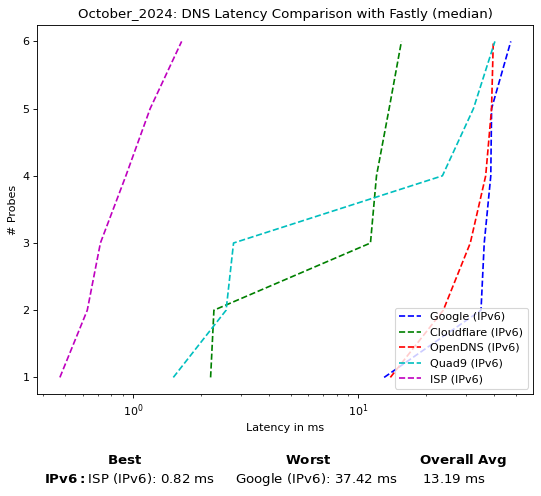 October_2024: DNS Latency Comparison with Fastly (median)
# Probes
6
5
4
3
2
1
10⁰
10¹
Latency in ms
Google (IPv6)
Cloudflare (IPv6)
OpenDNS (IPv6)
Quad9 (IPv6)
ISP (IPv6)
Best Worst Overall Avg
IPv6: ISP (IPv6): 0.82 ms Google (IPv6): 37.42 ms 13.19 ms